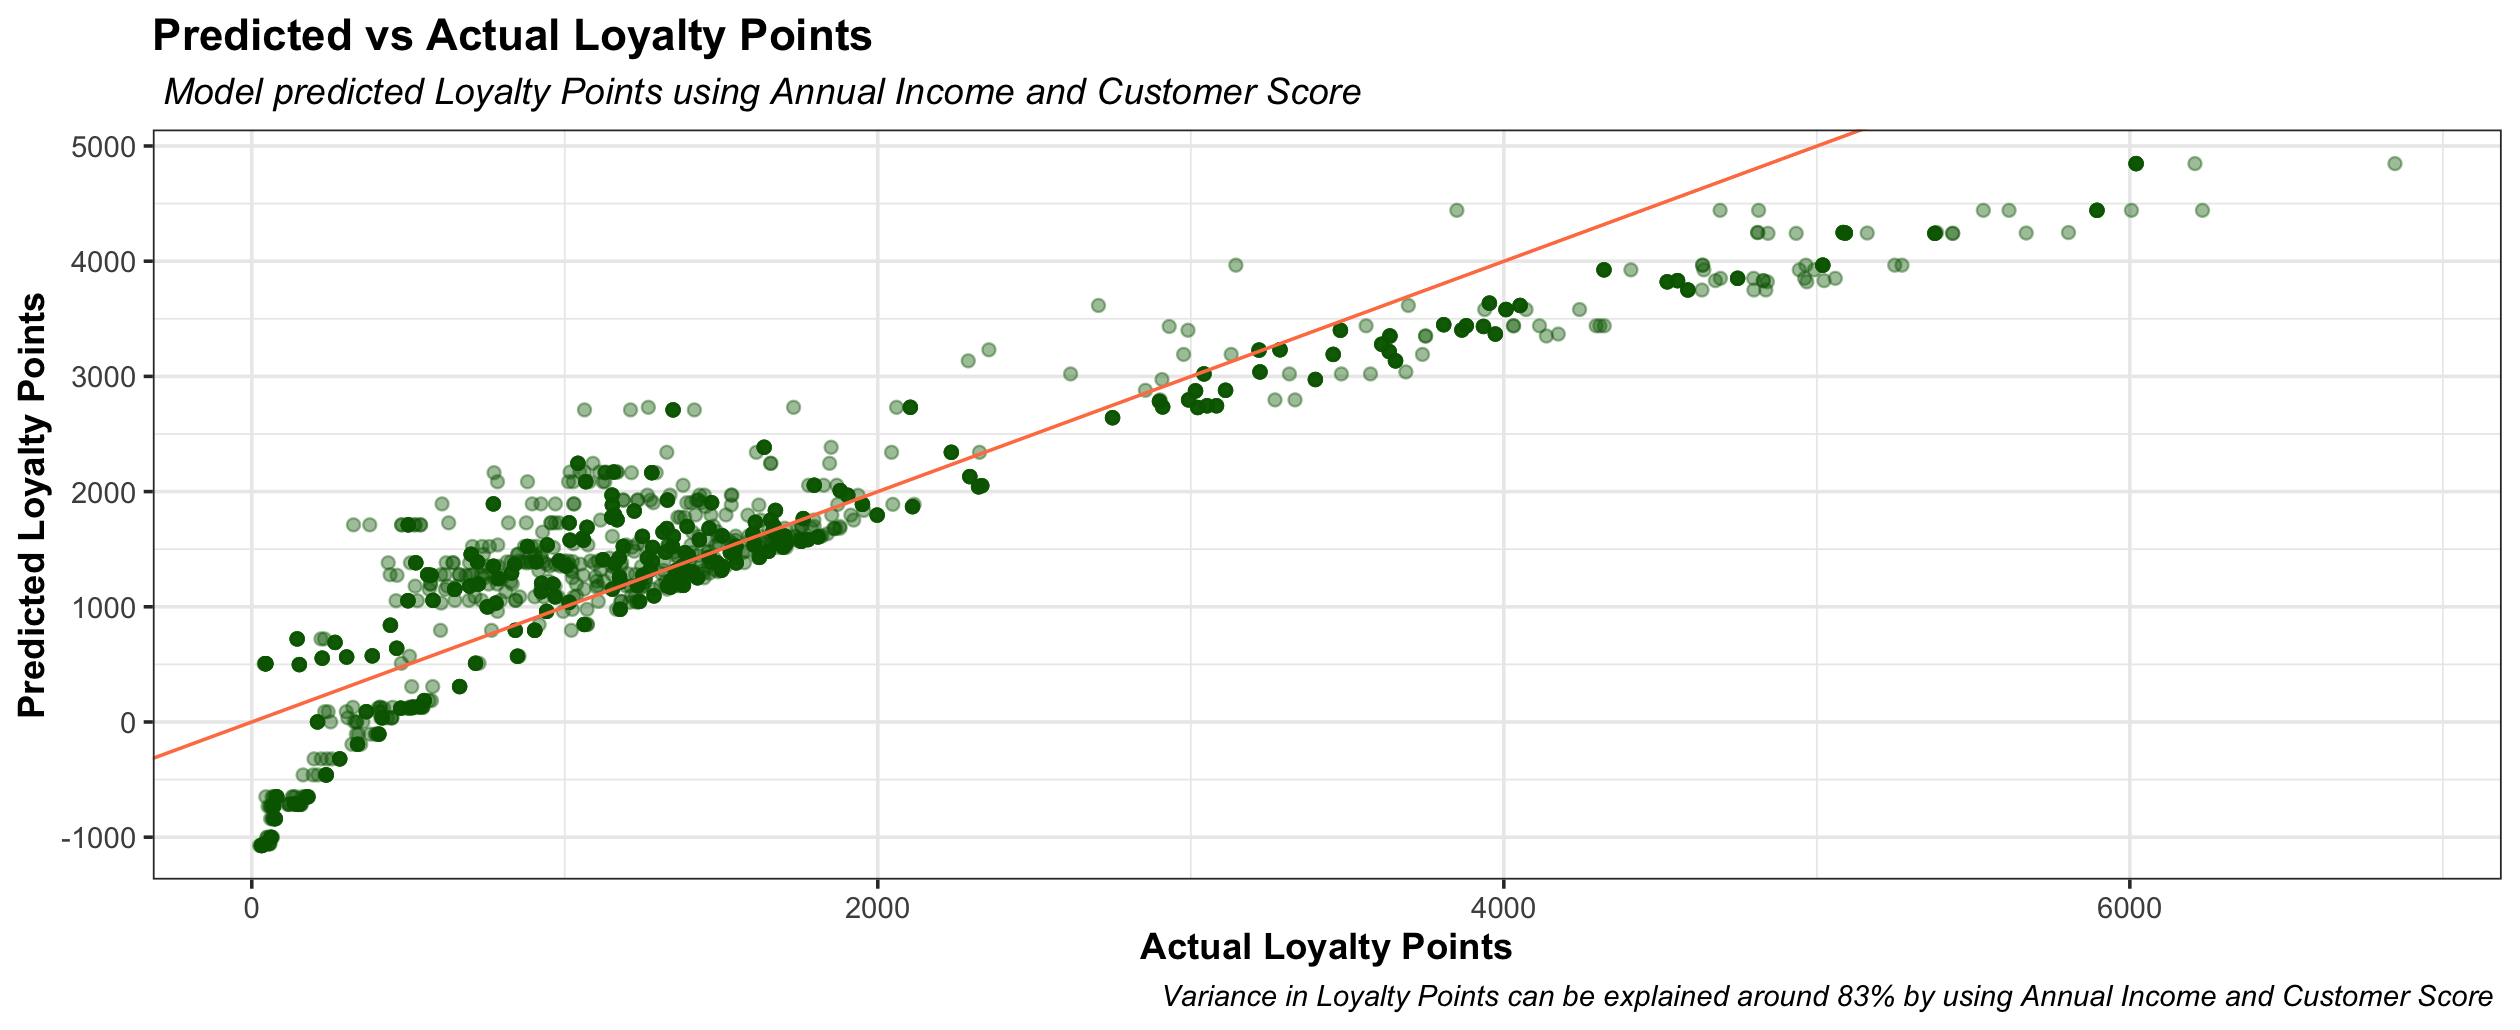 Predicted vs Actual Loyalty Points
Model predicted Loyalty Points using Annual Income and Customer Score
Predicted Loyalty Points
5000
4000
3000
2000
1000
0
-1000
0 2000 4000 6000
Actual Loyalty Points
Variance in Loyalty Points can be explained around 83% by using Annual Income and Customer Score